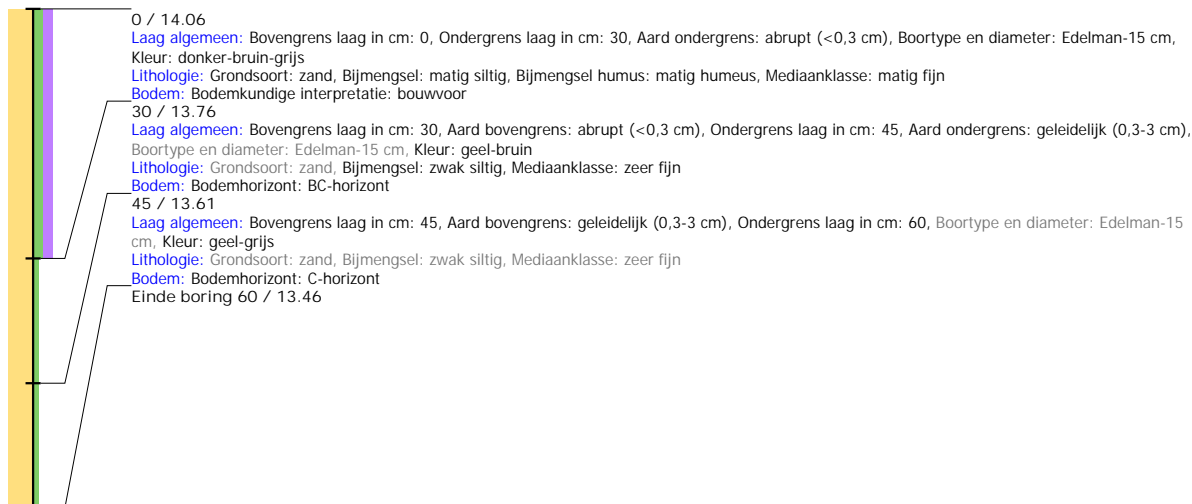 0 / 14.06
Laag algemeen: Bovengrens laag in cm: 0, Ondergrens laag in cm: 30, Aard ondergrens: abrupt (<0,3 cm), Boortype en diameter: Edelman-15 cm,
Kleur: donker-bruin-grijs
Lithologie: Grondsoort: zand, Bijmengsel: matig siltig, Bijmengsel humus: matig humeus, Mediaanklasse: matig fijn
Bodem: Bodemkundige interpretatie: bouwvoor
30 / 13.76
Laag algemeen: Bovengrens laag in cm: 30, Aard bovengrens: abrupt (<0,3 cm), Ondergrens laag in cm: 45, Aard ondergrens: geleidelijk (0,3-3 cm),
Boortype en diameter: Edelman-15 cm, Kleur: geel-bruin
Lithologie: Grondsoort: zand, Bijmengsel: zwak siltig, Mediaanklasse: zeer fijn
Bodem: Bodemhorizont: BC-horizont
45 / 13.61
Laag algemeen: Bovengrens laag in cm: 45, Aard bovengrens: geleidelijk (0,3-3 cm), Ondergrens laag in cm: 60, Boortype en diameter: Edelman-15
cm, Kleur: geel-grijs
Lithologie: Grondsoort: zand, Bijmengsel: zwak siltig, Mediaanklasse: zeer fijn
Bodem: Bodemhorizont: C-horizont
Einde boring 60 / 13.46